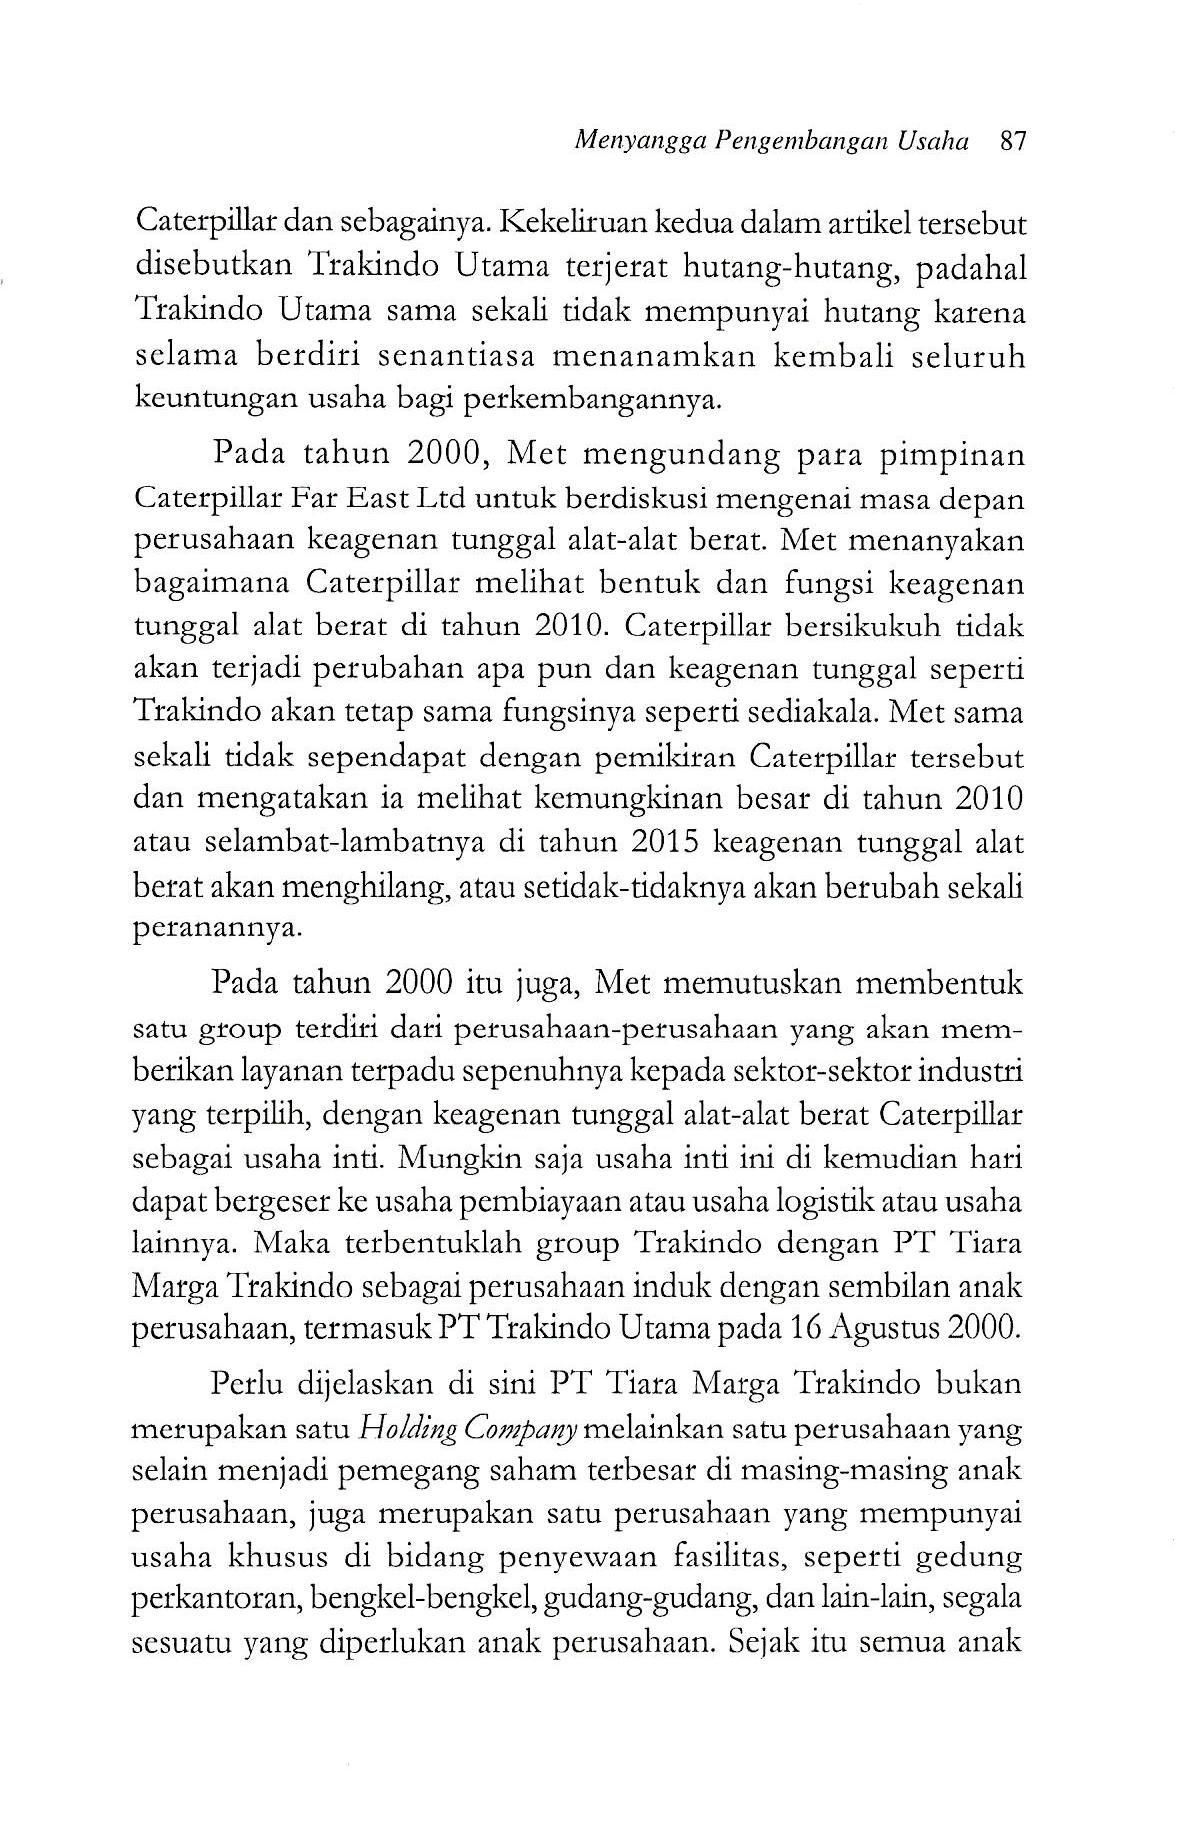 Menyangga Pengembangan Usaha 87
Caterpillar dan sebagainya. Kekeliruan kedua dalam artikel tersebut
disebutkan Trakindo Utama terjerat hutang-hutang, padahal
Trakindo Utama sama sekali tidak mempunyai hutang karena
selama berdiri senantiasa menanamkan kembali seluruh
keuntungan usaha bagi perkembangannya.
Pada tahun 2000, Met mengundang para pimpinan
Caterpillar Far East Ltd untuk berdiskusi mengenai masa depan
perusahaan keagenan tunggal alat-alat berat. Met menanyakan
bagaimana Caterpillar melihat bentuk dan fungsi keagenan
tunggal alat berat di tahun 2010. Caterpillar bersikukuh tidak
akan terjadi perubahan apa pun dan keagenan tunggal seperti
Trakindo akan tetap sama fungsinya seperti sediakala. Met sama
sekali tidak sependapat dengan pemikiran Caterpillar tersebut
dan mengatakan ia melihat kemungkinan besar di tahun 2010
atau selambat-lambatnya di tahun 2015 keagenan tunggal alat
berat akan menghilang, atau setidak-tidaknya akan berubah sekali
peranannya.
Pada tahun 2000 itu juga, Met memutuskan membentuk
satu group terdiri dari perusahaan-perusahaan yang akan mem-
berikan layanan terpadu sepenuhnya kepada sektor-sektor industri
yang terpilih, dengan keagenan tunggal alat-alat berat Caterpillar
sebagai usaha inti. Mungkin saja usaha inti ini di kemudian hari
dapat bergeser ke usaha pembiayaan atau usaha logistik atau usaha
lainnya. Maka terbentuklah group Trakindo dengan PT Tiara
Marga Trakindo sebagai perusahaan induk dengan sembilan anak
perusahaan, termasuk PT Trakindo Utama pada 16 Agustus 2000.
Perlu dijelaskan di sini PT Tiara Marga Trakindo bukan
merupakan satu Holding Company melainkan satu perusahaan yang
selain menjadi pemegang saham terbesar di masing-masing anak
perusahaan, juga merupakan satu perusahaan yang mempunyai
usaha khusus di bidang penyewaan fasilitas, seperti gedung
perkantoran, bengkel-bengkel, gudang-gudang, dan lain-lain, segala
sesuatu yang diperlukan anak perusahaan. Sejak itu semua anak